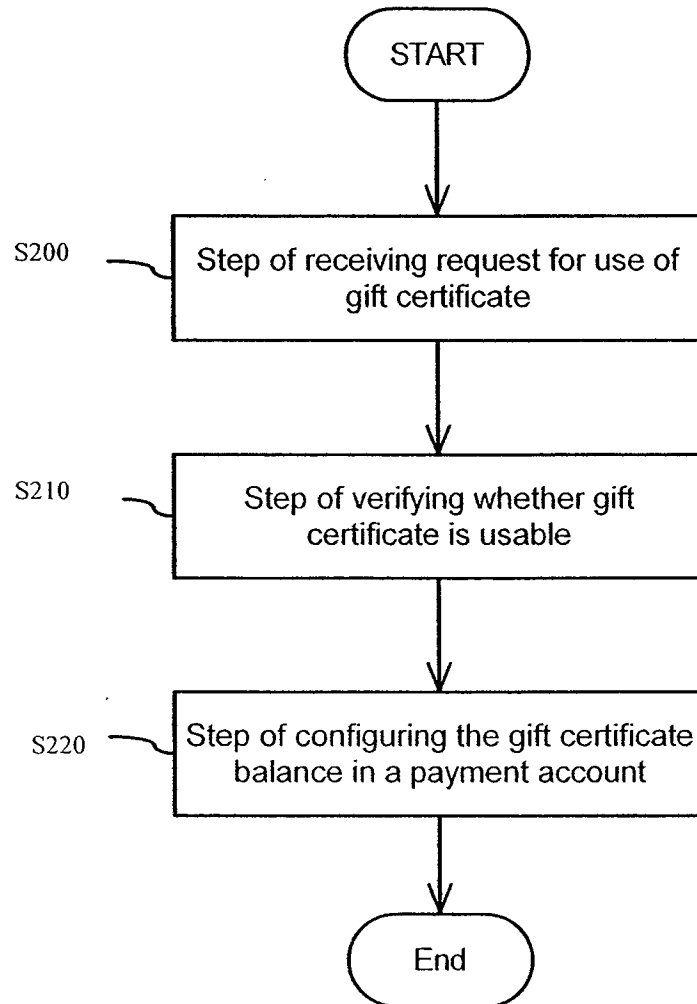 START
S200
Step of receiving request for use of
gift certificate
S210
Step of verifying whether gift
certificate is usable
S220
Step of configuring the gift certificate
balance in a payment account
End